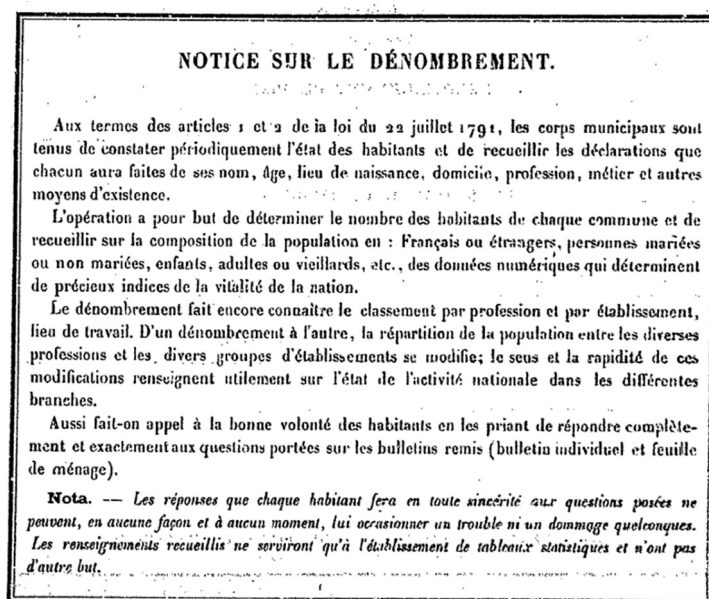 NOTICE SUR LE DÉNOMBREMENT.
Aux termes des articles 1 et 2 de la loi du 22 juillet 1791, les corps municipaux sont
tenus de constater périodiquement l'état des habitants et de recueillir les déclarations que
chacun aura faites de ses nom, âge, lieu de naissance, domicile, profession, métier et autres
moyens d'existence.
L'opération a pour but de déterminer le nombre des habitants de chaque commune et de
recueillir sur la composition de la population en : Français ou étrangers, personnes mariées
ou non mariées, enfants, adultes ou vieillards, etc., des données numériques qui déterminent
de précieux indices de la vitalité de la nation.
Le dénombrement fait encore connaître le classement par profession et par établissement,
lieu de travail. D'un dénombrement à l'autre, la répartition de la population entre les diverses
professions et les divers groupes d'établissements se modifie; le sens et la rapidité de ces
modifications renseignent utilement sur l'état de l'activité nationale dans les différentes
branches.
Aussi fait-on appel à la bonne volonté des habitants en les priant de répondre complète-
ment et exactement aux questions portées sur les bulletins remis (bulletin individuel et feuille
de ménage).
Nota. — Les réponses que chaque habitant fera en toute sincérité aux questions posées ne
peuvent, en aucune façon et à aucun moment, lui occasionner un trouble ni un dommage quelconques.
Les renseignements recueillis ne serviront qu'à l'établissement de tableaux statistiques et n'ont pas
d'autre but.